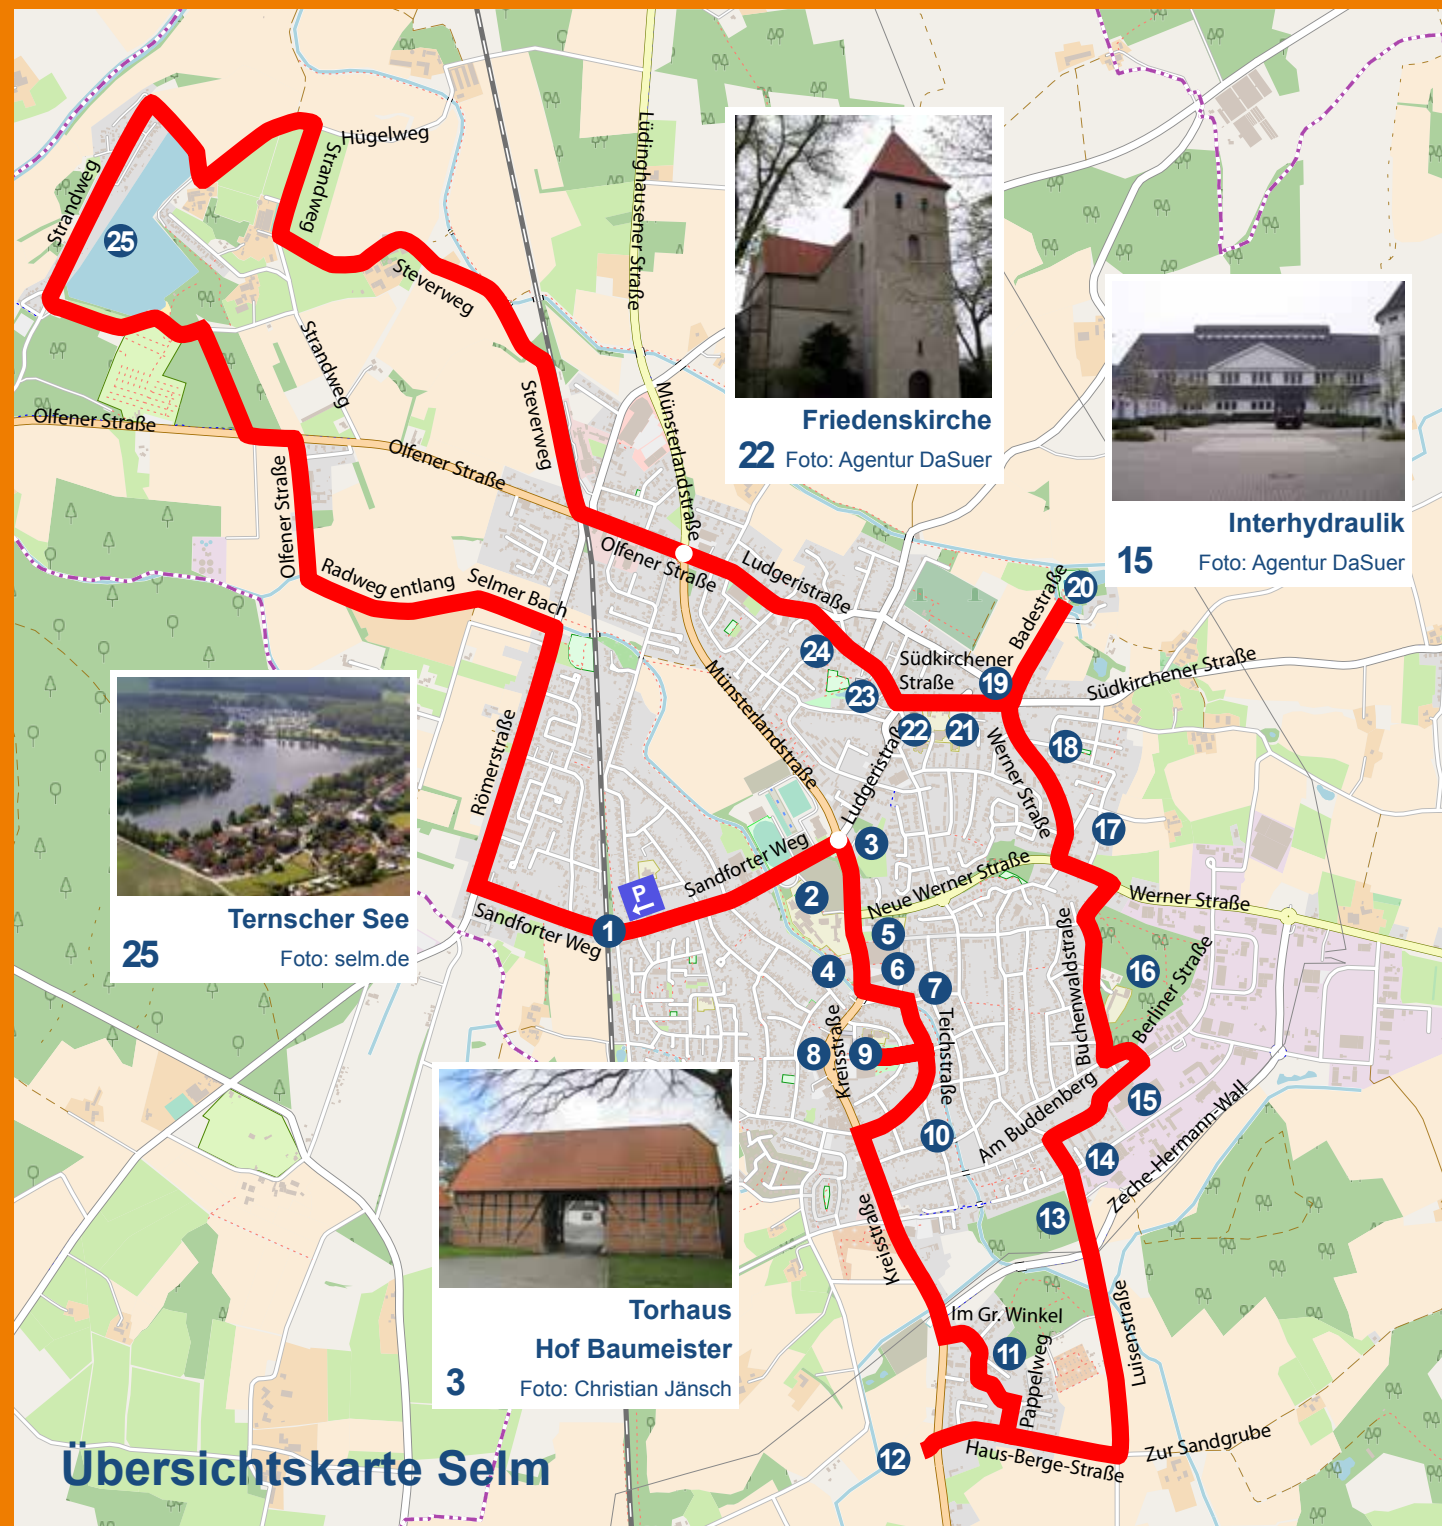 Hügelweg
Strandweg
Strandweg
25
Steverweg
Lüdinghausener Straße
Strandweg
Olfener Straße
Olfener Straße
Steverweg
Münsterlandstraße
Olfener Straße
Olfener Straße
Ludgeristraße
Radweg entlang
Selmer Bach
Friedenskirche
22 Foto: Agentur DaSuer
Interhydraulik
15 Foto: Agentur DaSuer
20
Badestraße
24
Südkirchener
Straße
19
Südkirchener Straße
23
22
21
18
Münsterlandstraße
Ludgeristraße
Werner Straße
Römerstraße
17
3
Sandforter Weg
P
2
Neue Werner Straße
Werner Straße
Sandforter Weg
1
5
Buchenwaldstraße
16
4
6
7
Berliner Straße
Ternscher See
25 Foto: selm.de
Kreisstraße
Teichstraße
8
9
Am Buddenberg
15
10
14
Zeche-Hermann-Wall
13
Kreisstraße
Luisenstraße
Im Gr. Winkel
11
Pappelweg
Torhaus
Hof Baumeister
3 Foto: Christian Jänsch
12
Haus-Berge-Straße
Zur Sandgrube
Übersichtskarte Selm